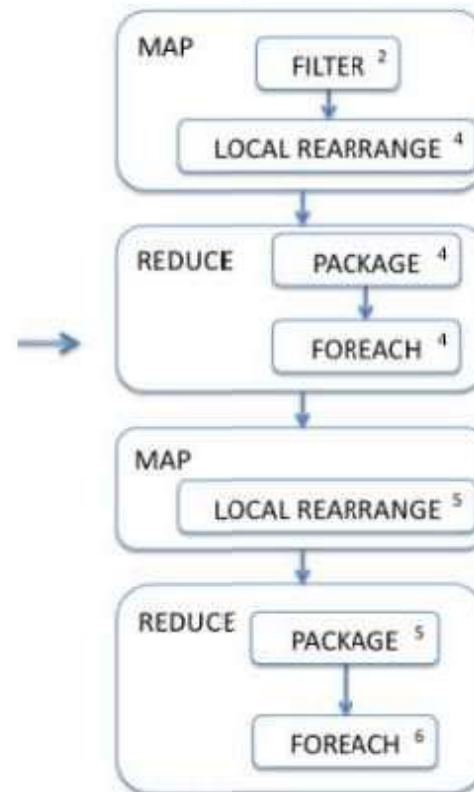 MAP
FILTER 2
LOCAL REARRANGE 4
REDUCE
PACKAGE 4
FOREACH 4
MAP
LOCAL REARRANGE 5
REDUCE
PACKAGE 5
FOREACH 6